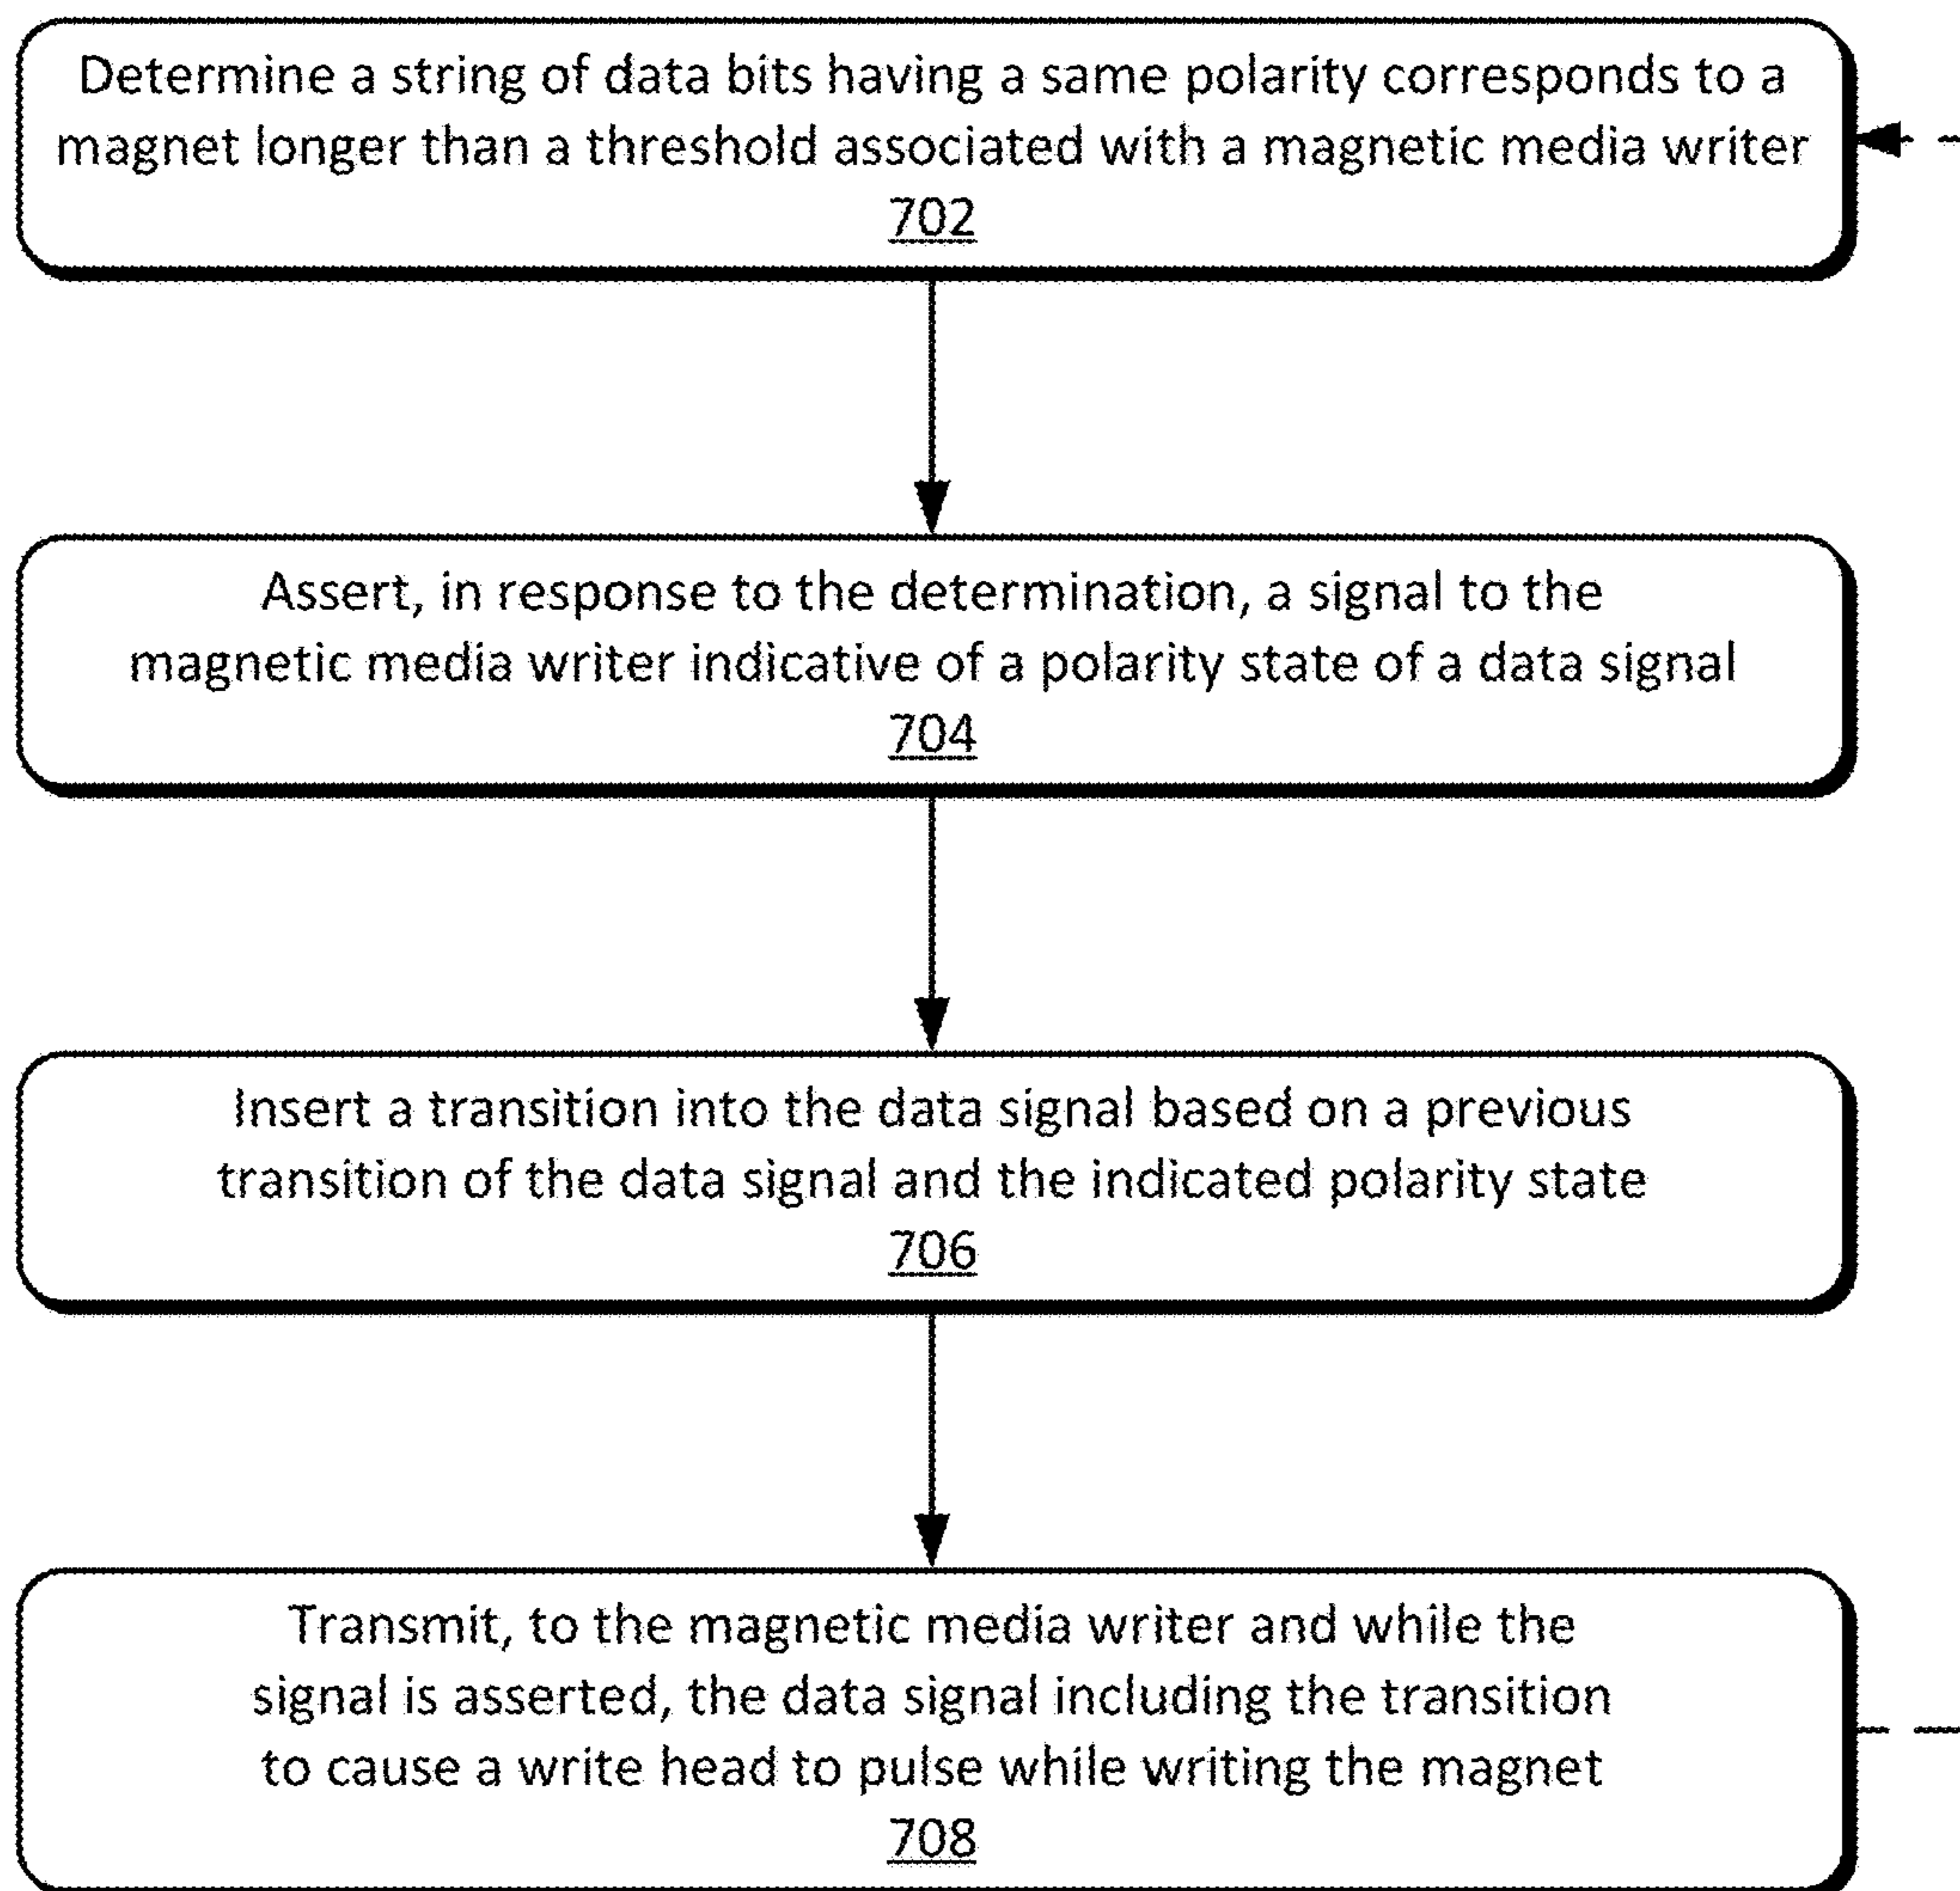 Determine a string of data bits having a same polarity corresponds to a
magnet longer than a threshold associated with a magnetic media writer
702
Assert, in response to the determination, a signal to the
magnetic media writer indicative of a polarity state of a data signal
704
Insert a transition into the data signal based on a previous
transition of the data signal and the indicated polarity state
706
Transmit, to the magnetic media writer and while the
signal is asserted, the data signal including the transition
to cause a write head to pulse while writing the magnet
708